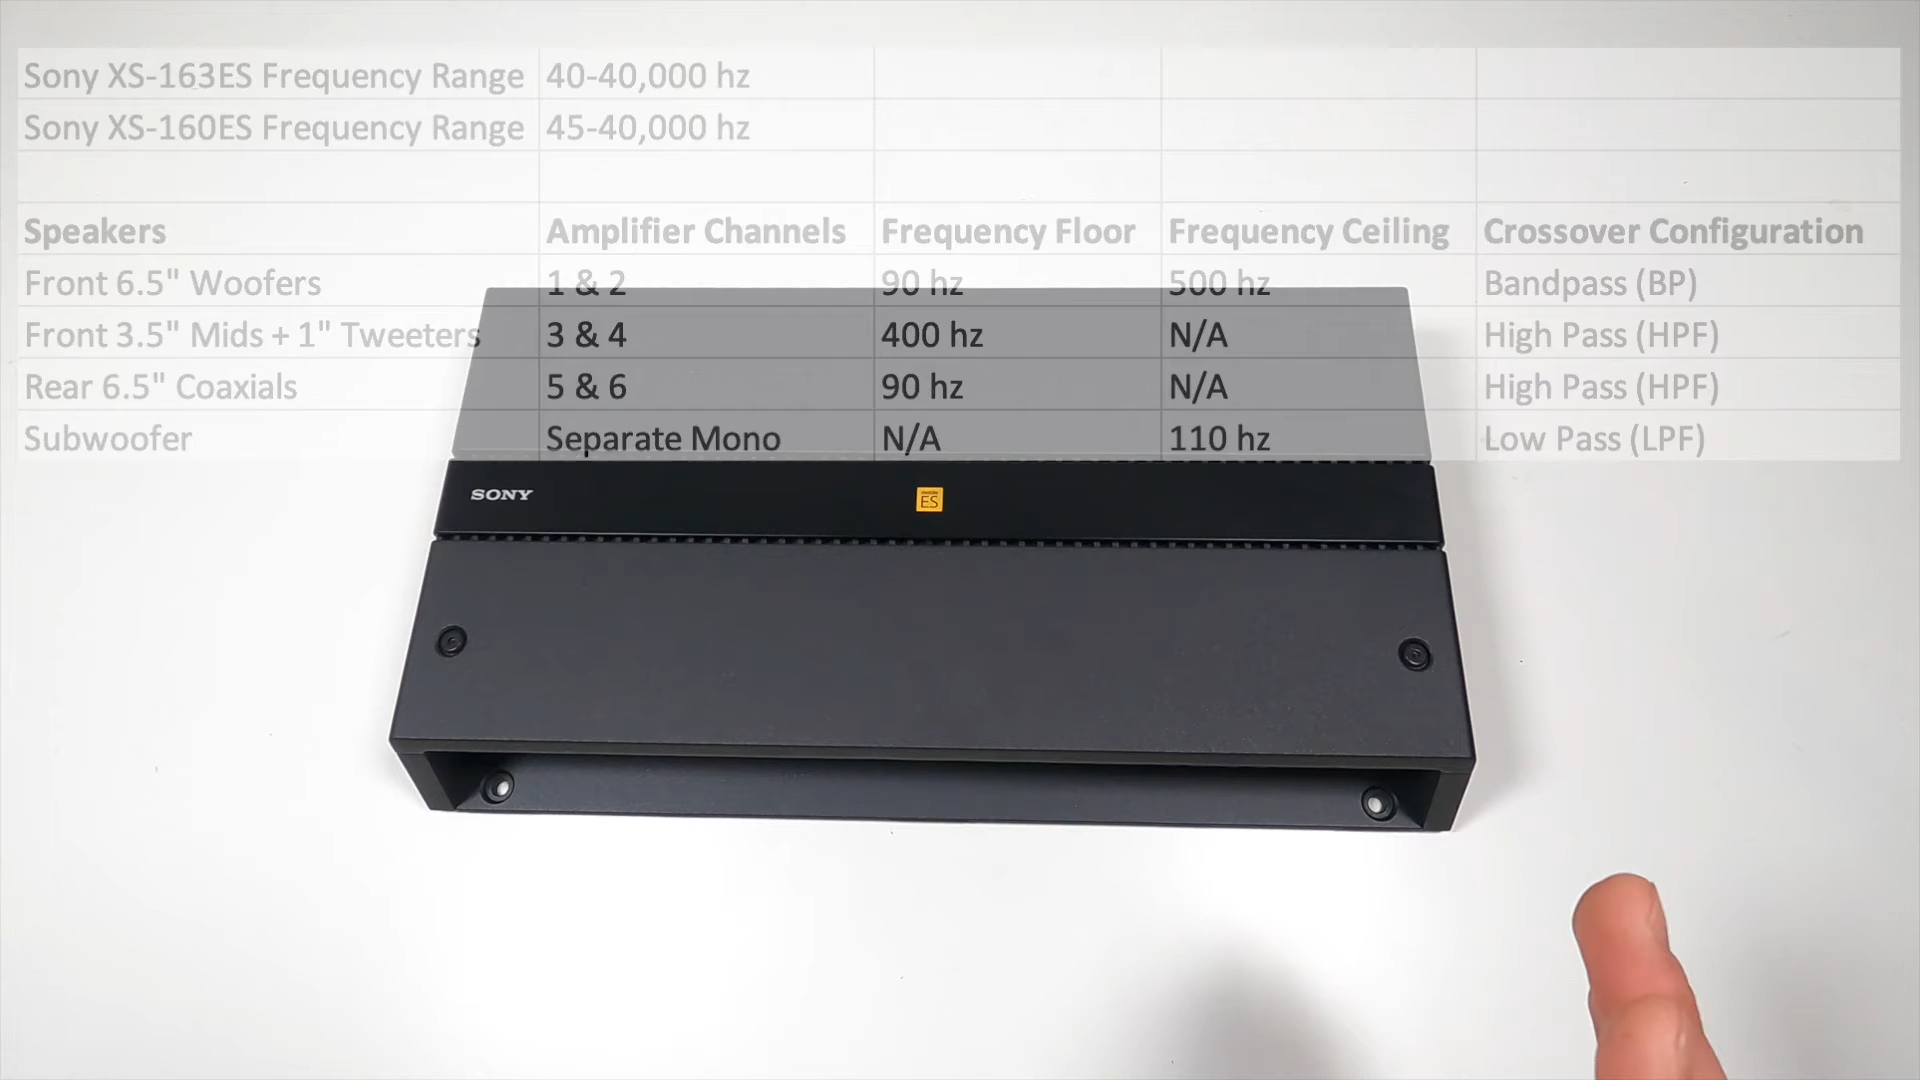 Sony XS-163ES Frequency Range 40-40,000 hz
Sony XS-160ES Frequency Range 45-40,000 hz
Speakers Amplifier Channels Frequency Floor Frequency Ceiling Crossover Configuration
Front 6.5" Woofers 1 & 2 90 hz 500 hz Bandpass (BP)
Front 3.5" Mids + 1" Tweeters 3 & 4 400 hz N/A High Pass (HPF)
Rear 6.5" Coaxials 5 & 6 90 hz N/A High Pass (HPF)
Subwoofer Separate Mono N/A 110 hz Low Pass (LPF)
SONY
ES